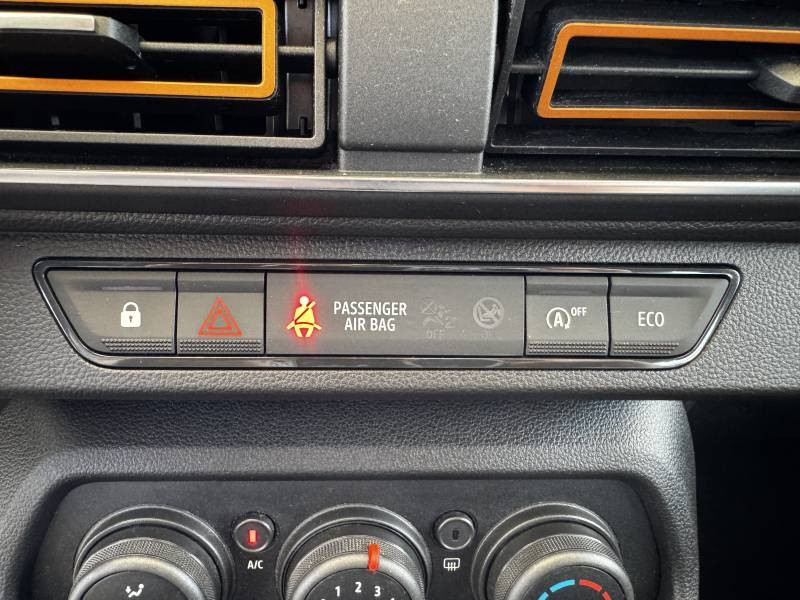 PASSENGER
AIR BAG
OFF
A OFF
ECO
A/C
1 2 3